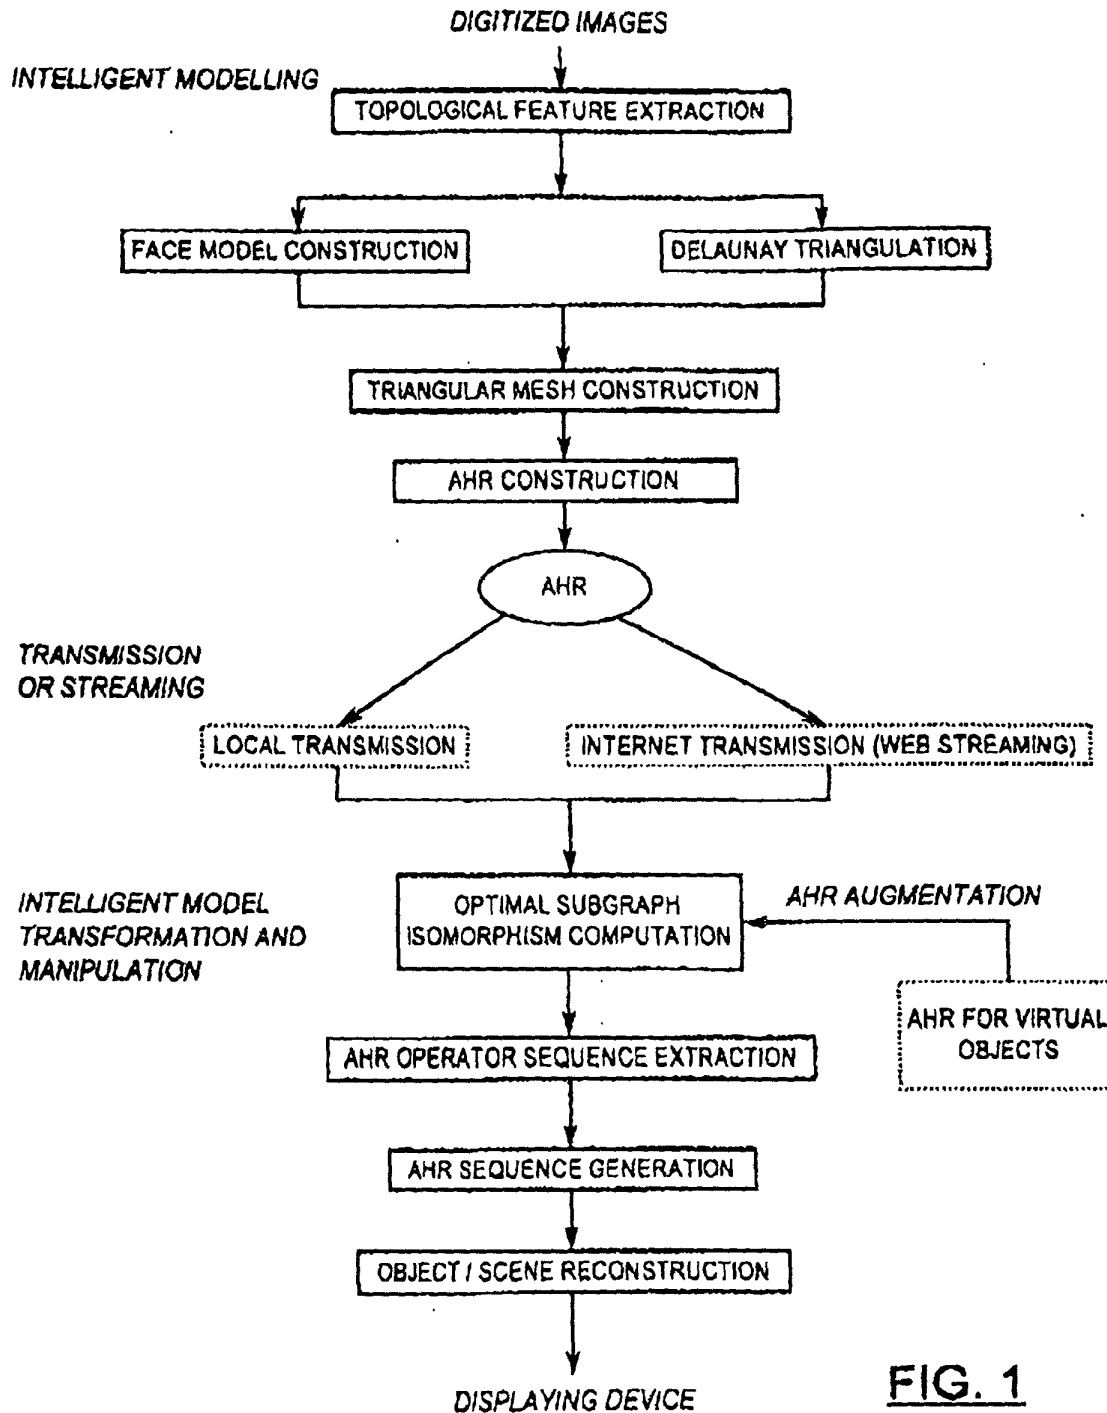 DIGITIZED IMAGES
INTELLIGENT MODELLING
TOPOLOGICAL FEATURE EXTRACTION
FACE MODEL CONSTRUCTION
DELAUNAY TRIANGULATION
TRIANGULAR MESH CONSTRUCTION
AHR CONSTRUCTION
AHR
TRANSMISSION
OR STREAMING
LOCAL TRANSMISSION
INTERNET TRANSMISSION (WEB STREAMING)
INTELLIGENT MODEL
TRANSFORMATION AND
MANIPULATION
OPTIMAL SUBGRAPH
ISOMORPHISM COMPUTATION
AHR AUGMENTATION
AHR FOR VIRTUAL
OBJECTS
AHR OPERATOR SEQUENCE EXTRACTION
AHR SEQUENCE GENERATION
OBJECT / SCENE RECONSTRUCTION
DISPLAYING DEVICE
FIG. 1